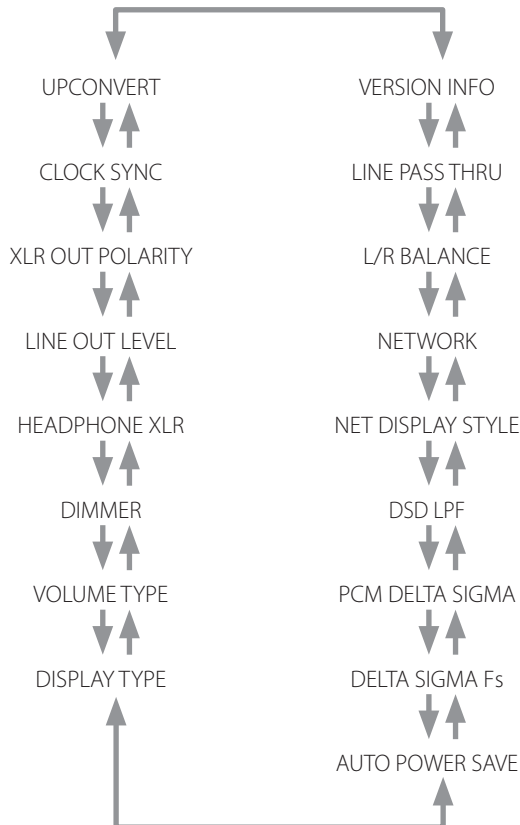 UPCONVERT
CLOCK SYNC
XLR OUT POLARITY
LINE OUT LEVEL
HEADPHONE XLR
DIMMER
VOLUME TYPE
DISPLAY TYPE
VERSION INFO
LINE PASS THRU
L/R BALANCE
NETWORK
NET DISPLAY STYLE
DSD LPF
PCM DELTA SIGMA
DELTA SIGMA Fs
AUTO POWER SAVE